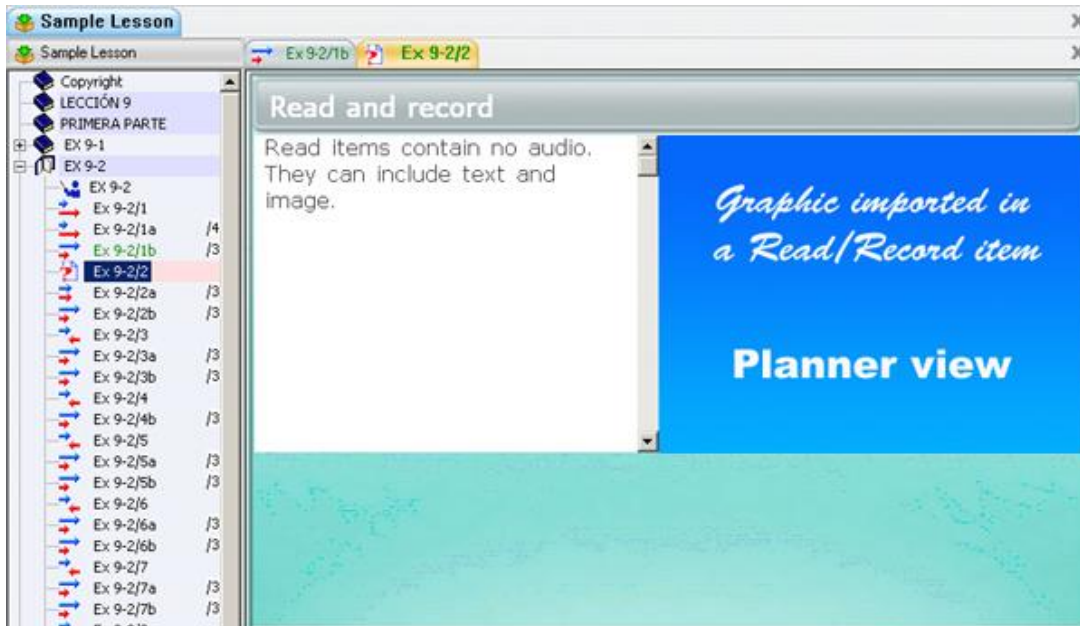 Sample Lesson
Sample Lesson
Ex 9-2/1b
Ex 9-2/2
Copyright
LECCIÓN 9
PRIMERA PARTE
EX 9-1
EX 9-2
EX 9-2
Ex 9-2/1
Ex 9-2/1a /4
Ex 9-2/1b /3
Ex 9-2/2
Ex 9-2/2a /3
Ex 9-2/2b /3
Ex 9-2/3
Ex 9-2/3a /3
Ex 9-2/3b /3
Ex 9-2/4
Ex 9-2/4b /3
Ex 9-2/5
Ex 9-2/5a /3
Ex 9-2/5b /3
Ex 9-2/6
Ex 9-2/6a /3
Ex 9-2/6b /3
Ex 9-2/7
Ex 9-2/7a /3
Ex 9-2/7b /3
Read and record
Read items contain no audio.
They can include text and
image.
Graphic imported in
a Read/Record item
Planner view